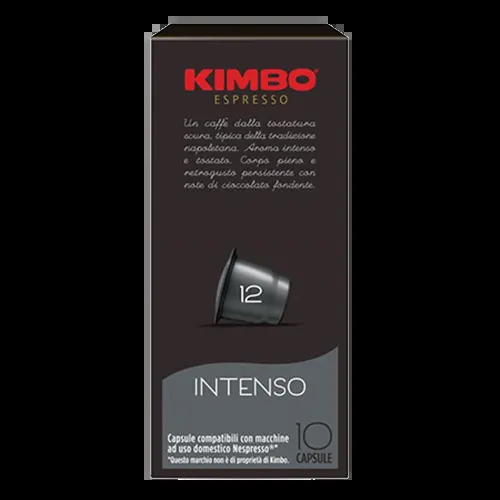 KIMBO®
ESPRESSO
Un caffè dalla tostatura
scura, tipica della tradizione
napoletana. Aroma intenso
e tostato. Corpo pieno e
retrogusto persistente con
note di cioccolato fondente.
12
INTENSO
Capsule compatibili con macchine
ad uso domestico Nespresso®*
*Questo marchio non è di proprietà di Kimbo.
10
CAPSULE